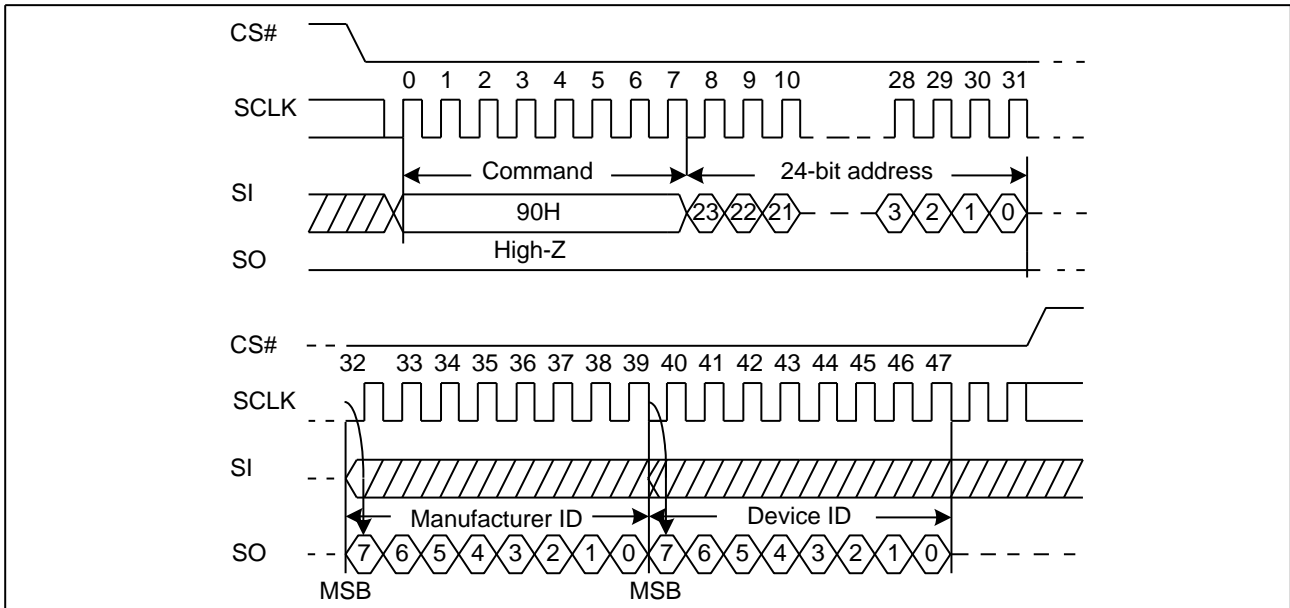 CS#
0 1 2 3 4 5 6 7 8 9 10 28 29 30 31
SCLK
Command 24-bit address
SI
90H 23 22 21 3 2 1 0
High-Z
SO
CS#
32 33 34 35 36 37 38 39 40 41 42 43 44 45 46 47
SCLK
SI
Manufacturer ID Device ID
SO 7 6 5 4 3 2 1 0 7 6 5 4 3 2 1 0
MSB MSB